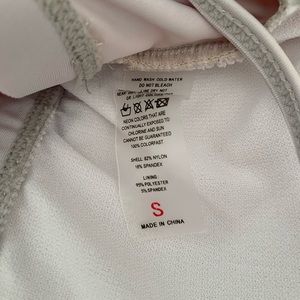 HAND WASH COLD WATER
DO NOT BLEACH
NEON COLORS THAT ARE
CONTINUALLY EXPOSED TO
CHLORINE AND SUN
CANNOT BE GUARANTEED
100% COLORFAST
SHELL 82% NYLON
18% SPANDEX
LINING
95% POLYESTER
5% SPANDEX
S
MADE IN CHINA